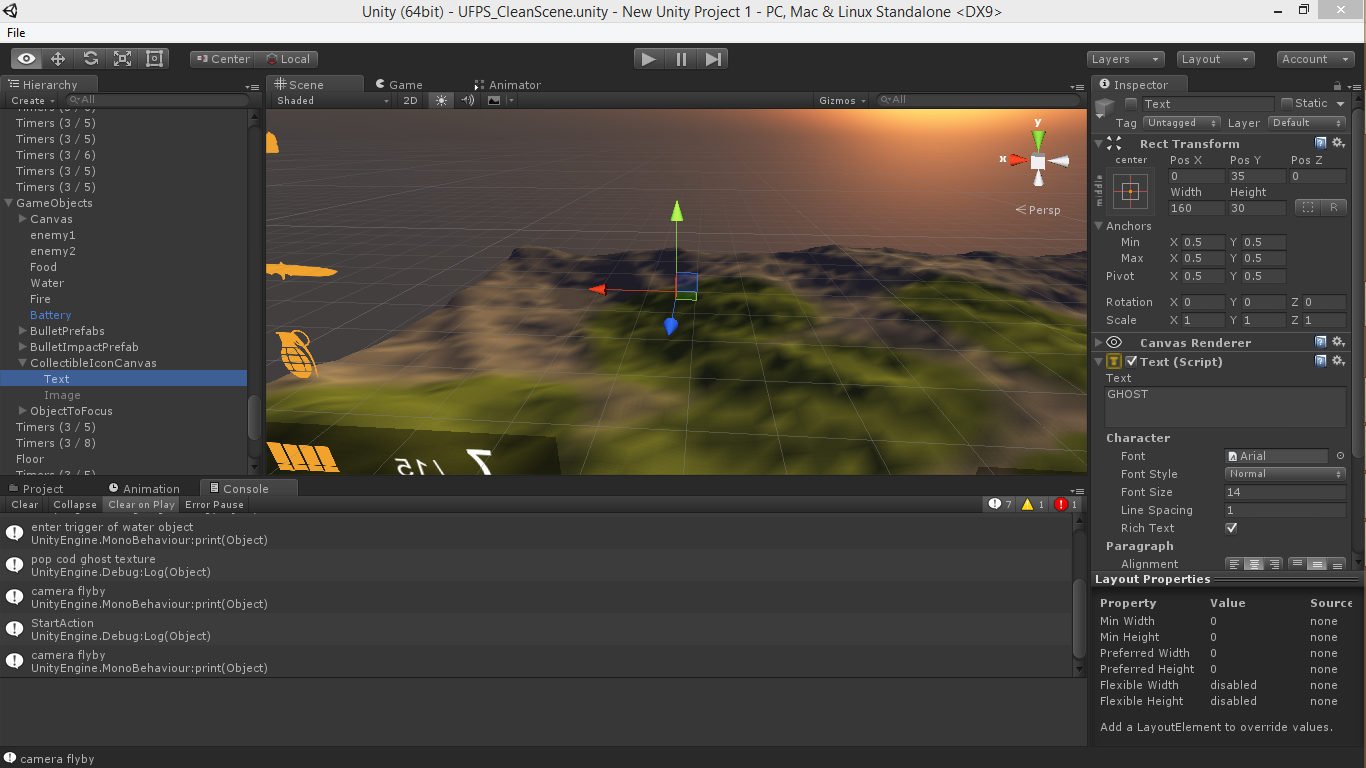 Unity (64bit) - UFPS_CleanScene.unity - New Unity Project 1 - PC, Mac & Linux Standalone <DX9>
File
Center Local
Layers Layout Account
Hierarchy
Create All
Timers (3 / 5)
Timers (3 / 5)
Timers (3 / 6)
Timers (3 / 5)
Timers (3 / 5)
GameObjects
Canvas
enemy1
enemy2
Food
Water
Fire
Battery
BulletPrefabs
BulletImpactPrefab
CollectibleIconCanvas
Text
Image
ObjectToFocus
Timers (3 / 5)
Timers (3 / 8)
Floor
Timers (3 / 5)
Scene Game Animator
Shaded 2D Gizmos All
y
x
Persp
7 /15
Project Animation Console
Clear Collapse Clear on Play Error Pause 7 1 1
enter trigger of water object
UnityEngine.MonoBehaviour:print(Object)
pop cod ghost texture
UnityEngine.Debug:Log(Object)
camera flyby
UnityEngine.MonoBehaviour:print(Object)
StartAction
UnityEngine.Debug:Log(Object)
camera flyby
UnityEngine.MonoBehaviour:print(Object)
camera flyby
Inspector
Text Static
Tag Untagged Layer Default
Rect Transform
center Pos X Pos Y Pos Z
middle 0 35 0
Width Height
160 30 R
Anchors
Min X 0.5 Y 0.5
Max X 0.5 Y 0.5
Pivot X 0.5 Y 0.5
Rotation X 0 Y 0 Z 0
Scale X 1 Y 1 Z 1
Canvas Renderer
Text (Script)
Text
GHOST
Character
Font Arial
Font Style Normal
Font Size 14
Line Spacing 1
Rich Text
Paragraph
Alignment
Layout Properties
Property Value Source
Min Width 0 none
Min Height 0 none
Preferred Width 0 none
Preferred Height 0 none
Flexible Width disabled none
Flexible Height disabled none
Add a LayoutElement to override values.